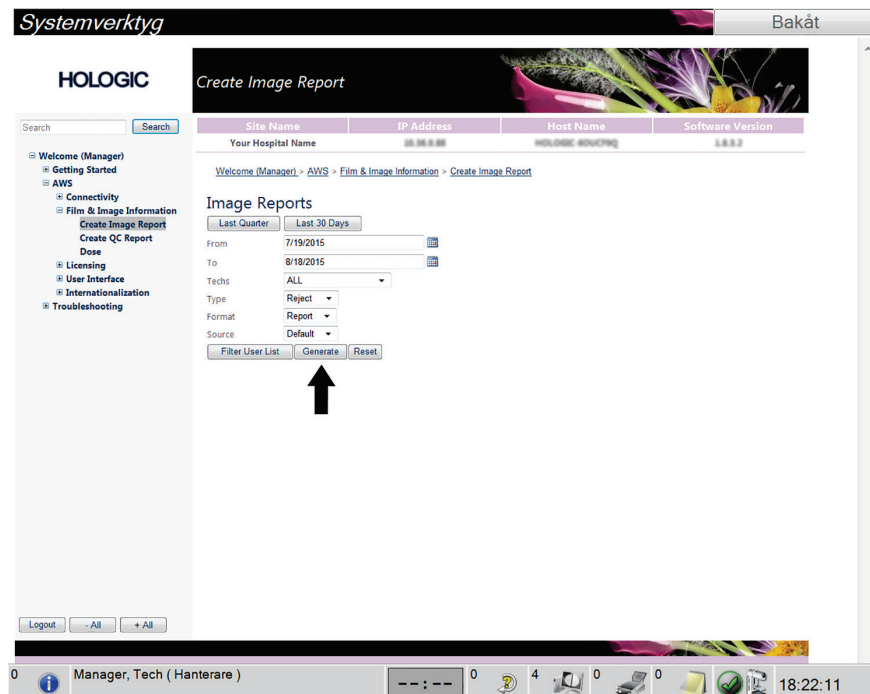 Systemverktyg
Bakåt
HOLOGIC
Create Image Report
Search
Search
Site Name IP Address Host Name Software Version
Your Hospital Name
Welcome (Manager)
Getting Started
AWS
Connectivity
Film & Image Information
Create Image Report
Create QC Report
Dose
Licensing
User Interface
Internationalization
Troubleshooting
Welcome (Manager) > AWS > Film & Image Information > Create Image Report
Image Reports
Last Quarter Last 30 Days
From 7/19/2015
To 8/18/2015
Techs ALL
Type Reject
Format Report
Source Default
Filter User List Generate Reset
Logout - All + All
0 Manager, Tech ( Hanterare ) --:-- 0 4 0 0 18:22:11